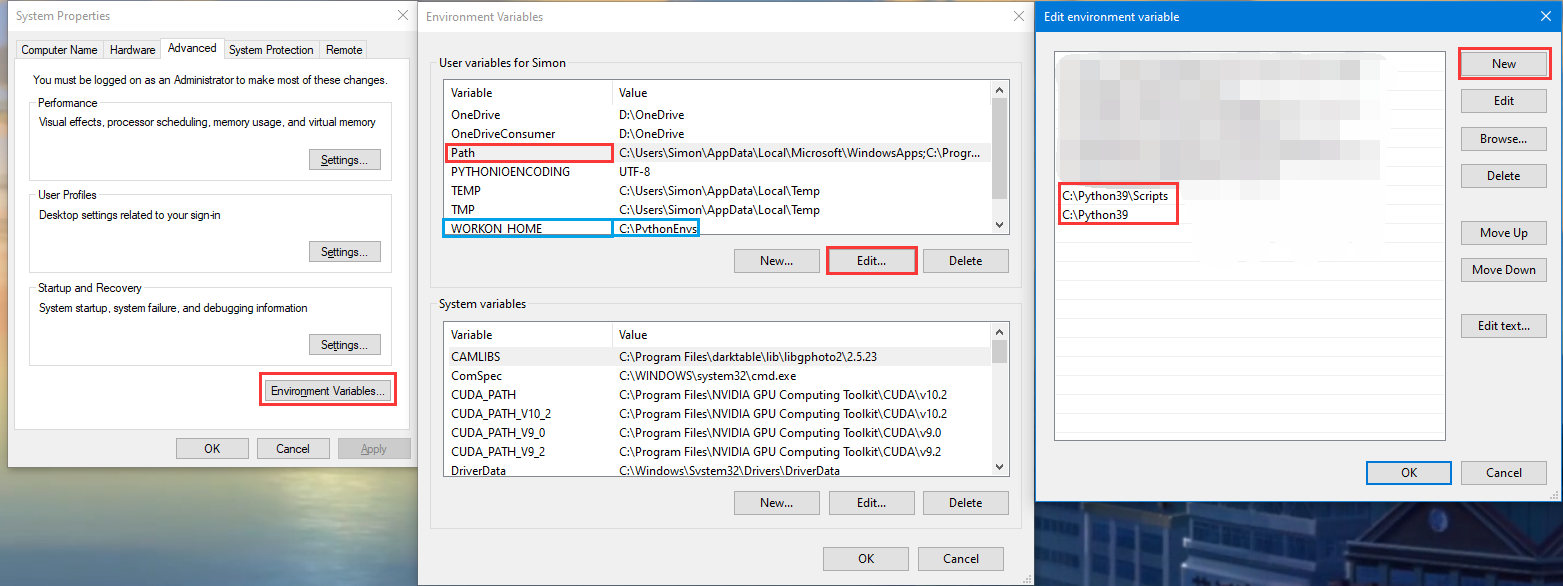 System Properties
Computer Name
Hardware
Advanced
System Protection
Remote
You must be logged on as an Administrator to make most of these changes.
Performance
Visual effects, processor scheduling, memory usage, and virtual memory
Settings...
User Profiles
Desktop settings related to your sign-in
Settings...
Startup and Recovery
System startup, system failure, and debugging information
Settings...
Environment Variables...
OK
Cancel
Apply
Environment Variables
User variables for Simon
Variable Value
OneDrive D:\OneDrive
OneDriveConsumer D:\OneDrive
Path C:\Users\Simon\AppData\Local\Microsoft\WindowsApps;C:\Progr...
PYTHONIOENCODING UTF-8
TEMP C:\Users\Simon\AppData\Local\Temp
TMP C:\Users\Simon\AppData\Local\Temp
WORKON_HOME C:\PythonEnvs
New...
Edit...
Delete
System variables
Variable Value
CAMLIBS C:\Program Files\darktable\lib\libgphoto2\2.5.23
ComSpec C:\WINDOWS\system32\cmd.exe
CUDA_PATH C:\Program Files\NVIDIA GPU Computing Toolkit\CUDA\v10.2
CUDA_PATH_V10_2 C:\Program Files\NVIDIA GPU Computing Toolkit\CUDA\v10.2
CUDA_PATH_V9_0 C:\Program Files\NVIDIA GPU Computing Toolkit\CUDA\v9.0
CUDA_PATH_V9_2 C:\Program Files\NVIDIA GPU Computing Toolkit\CUDA\v9.2
DriverData C:\Windows\System32\Drivers\DriverData
New...
Edit...
Delete
OK
Cancel
Edit environment variable
C:\Python39\Scripts
C:\Python39
New
Edit
Browse...
Delete
Move Up
Move Down
Edit text...
OK
Cancel